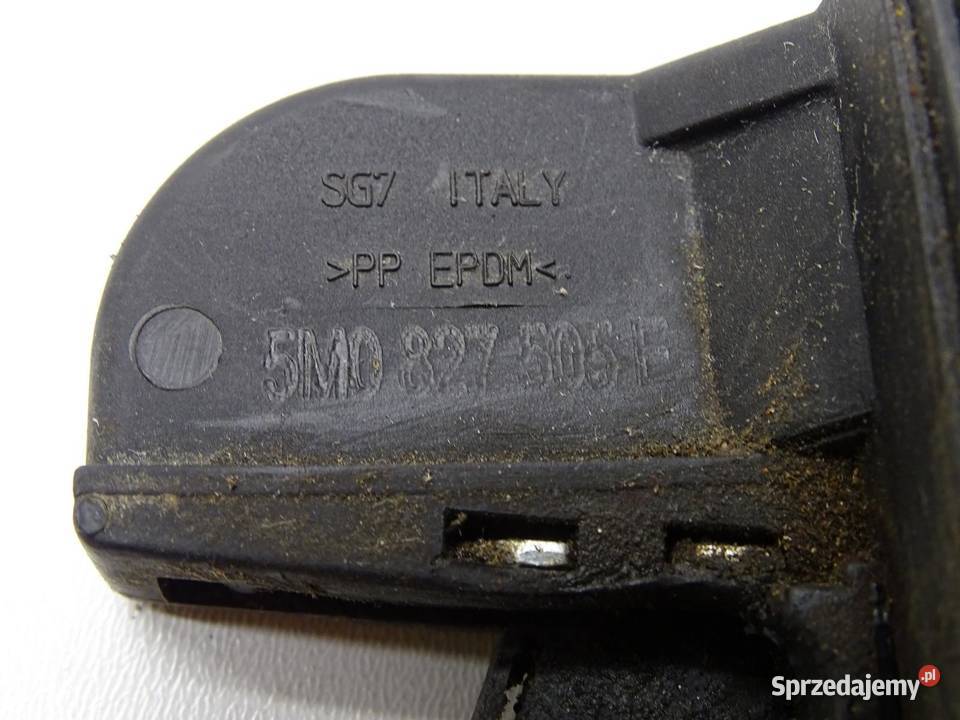 SG7 ITALY
>PP EPDM<
5M0 827 505 E
Sprzedajemy.pl